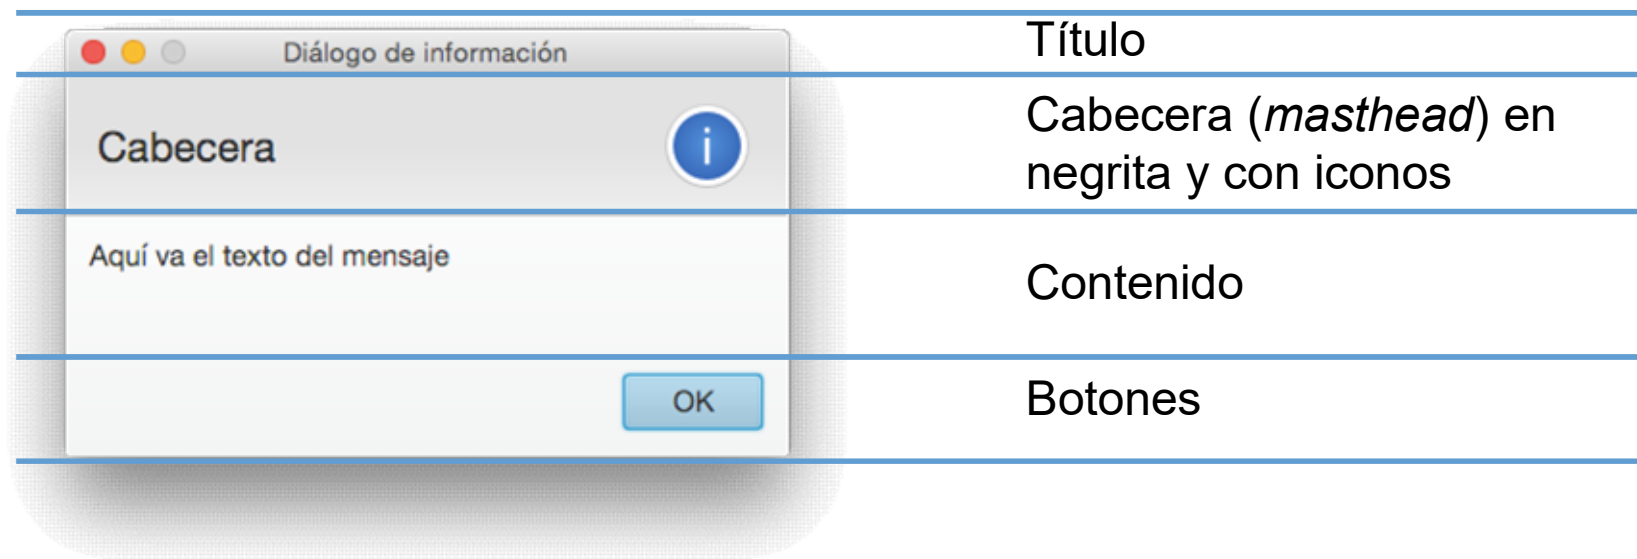 Diálogo de información
Título
Cabecera
i
Cabecera (masthead) en
negrita y con iconos
Aquí va el texto del mensaje
Contenido
OK
Botones